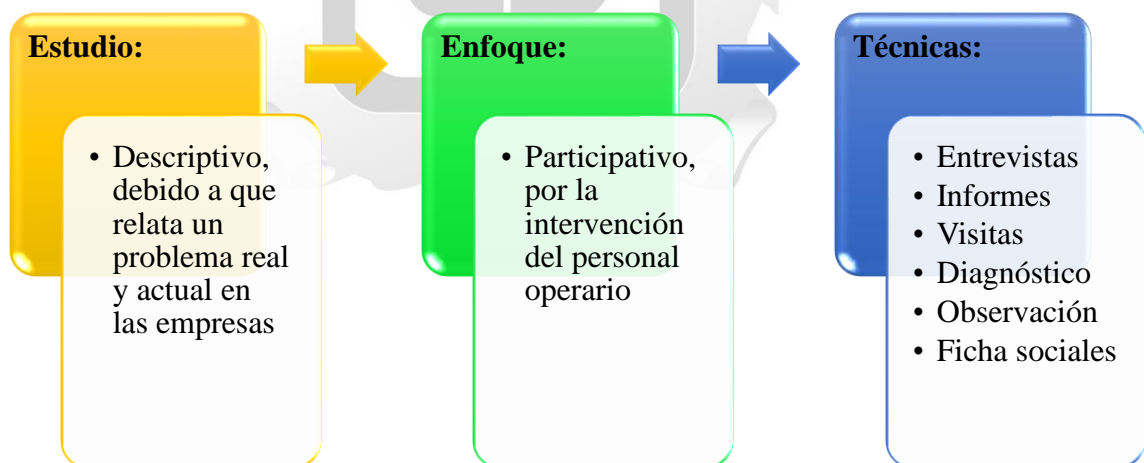 Estudio:
• Descriptivo,
debido a que
relata un
problema real
y actual en
las empresas
Enfoque:
• Participativo,
por la
intervención
del personal
operario
Técnicas:
• Entrevistas
• Informes
• Visitas
• Diagnóstico
• Observación
• Ficha sociales